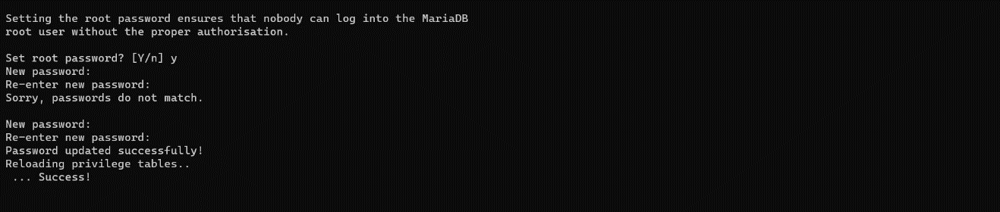 Setting the root password ensures that nobody can log into the MariaDB
root user without the proper authorisation.
Set root password? [Y/n] y
New password:
Re-enter new password:
Sorry, passwords do not match.
New password:
Re-enter new password:
Password updated successfully!
Reloading privilege tables..
... Success!